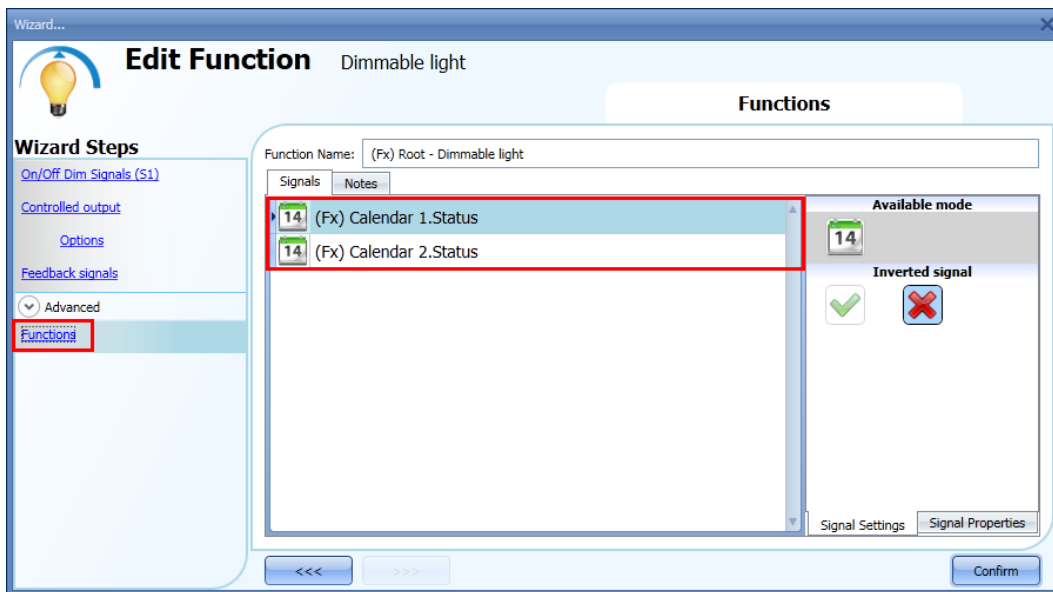 Wizard...
Edit Function Dimmable light
Functions
Wizard Steps
On/Off Dim Signals (S1)
Controlled output
Options
Feedback signals
Advanced
Functions
Function Name: (Fx) Root - Dimmable light
Signals Notes
14 (Fx) Calendar 1.Status
14 (Fx) Calendar 2.Status
Available mode
14
Inverted signal
Signal Settings Signal Properties
<<< >>> Confirm